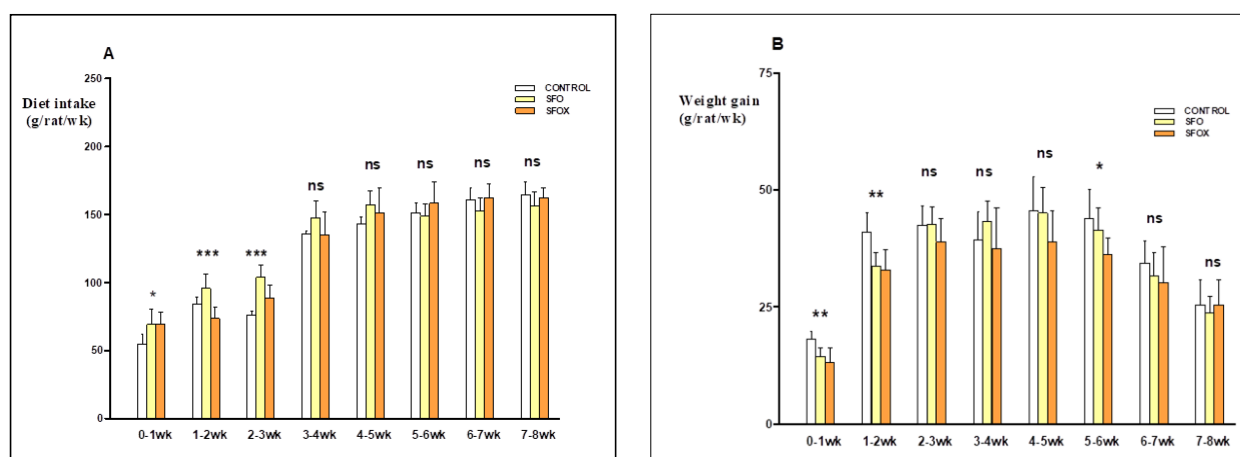 A
Diet intake
(g/rat/wk)
CONTROL
SFO
SFOX
250
200
150
100
50
0
*
***
***
ns
ns
ns
ns
ns
0-1wk 1-2wk 2-3wk 3-4wk 4-5wk 5-6wk 6-7wk 7-8wk
B
Weight gain
(g/rat/wk)
CONTROL
SFO
SFOX
75
50
25
0
**
**
ns
ns
ns
*
ns
ns
0-1wk 1-2wk 2-3wk 3-4wk 4-5wk 5-6wk 6-7wk 7-8wk